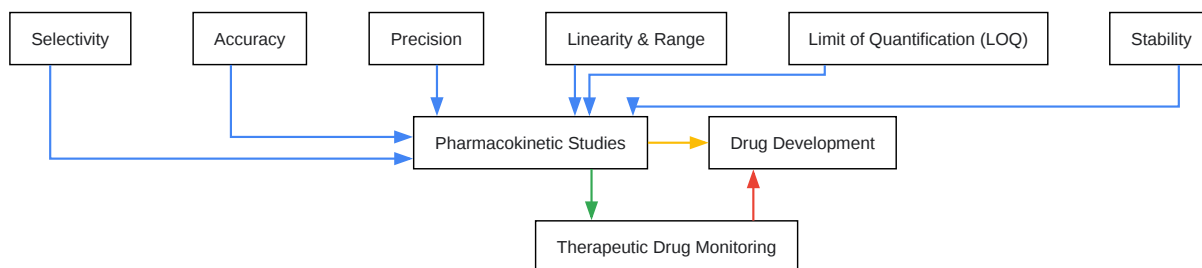 Selectivity
Accuracy
Precision
Linearity & Range
Limit of Quantification (LOQ)
Stability
Pharmacokinetic Studies
Drug Development
Therapeutic Drug Monitoring